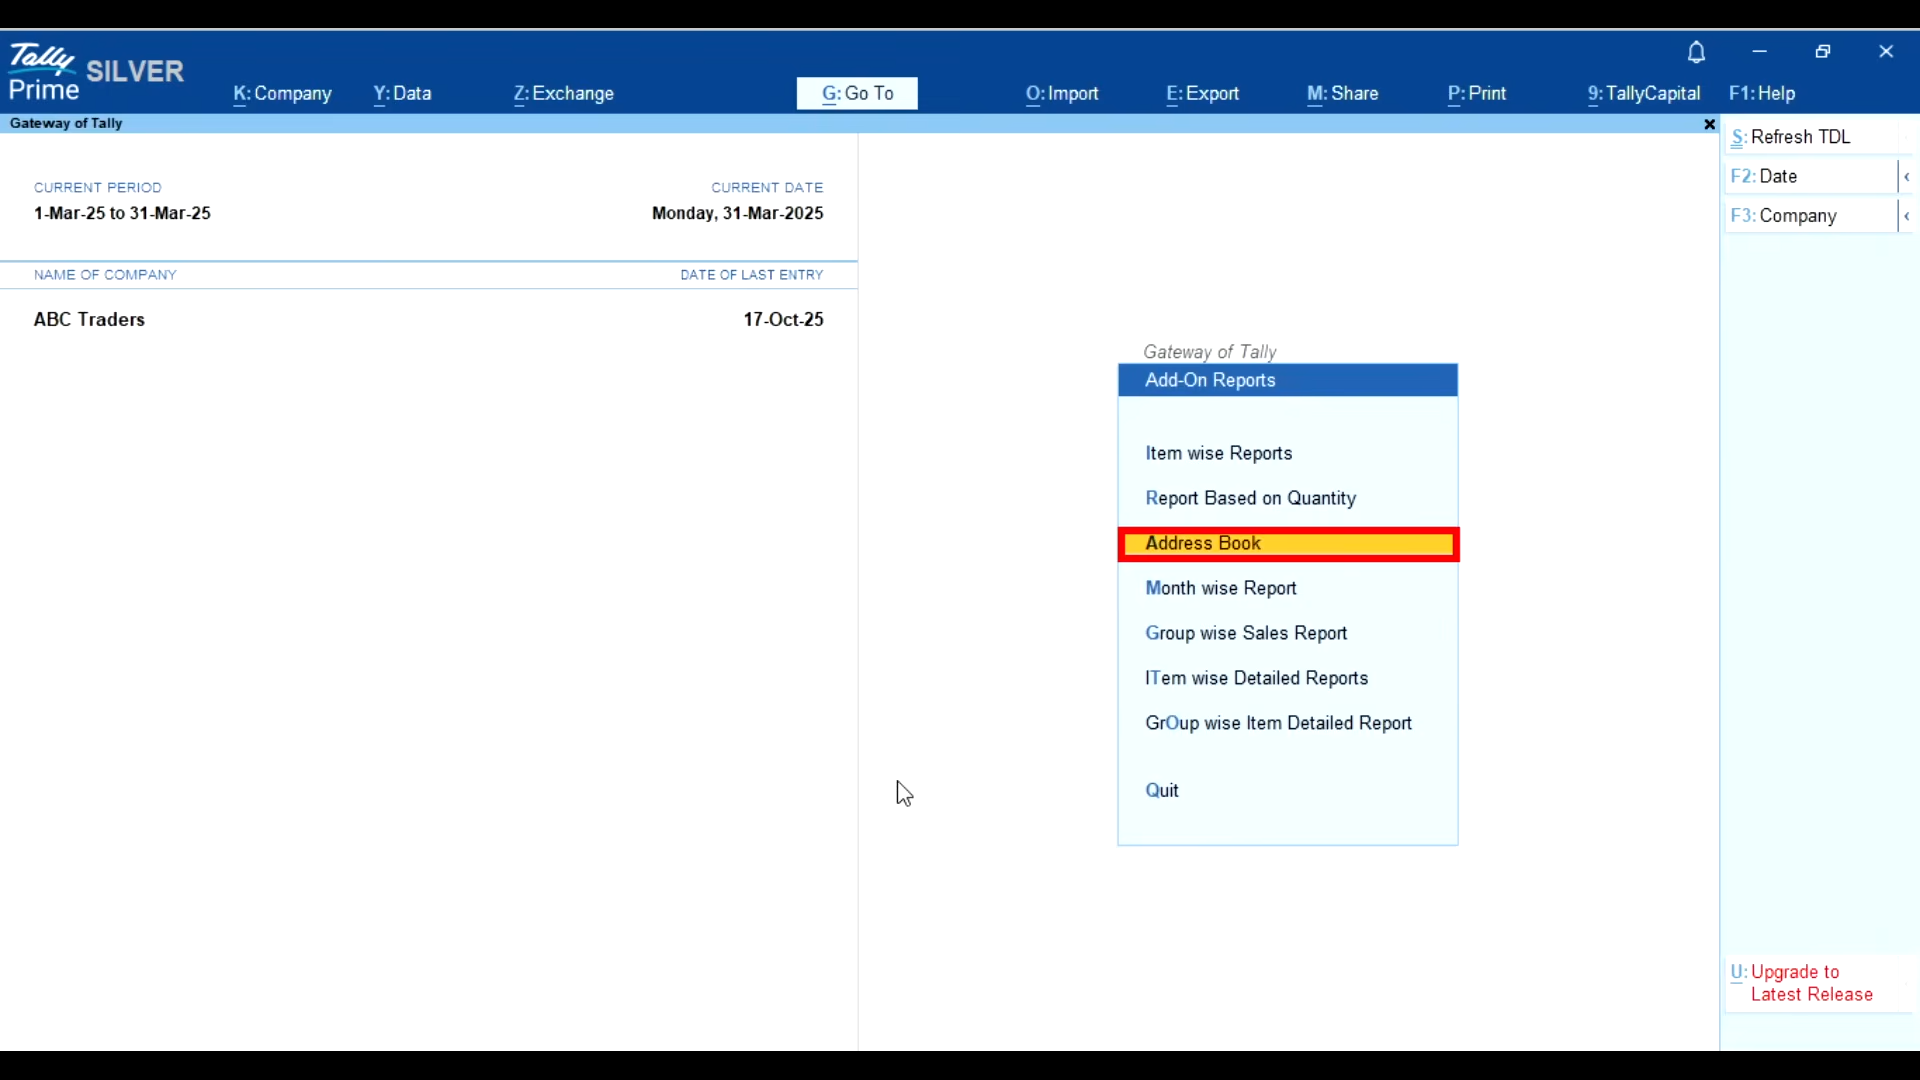 Tally
Prime
SILVER
K: Company
Y: Data
Z: Exchange
G: Go To
O: Import
E: Export
M: Share
P: Print
9: TallyCapital
F1: Help
Gateway of Tally
CURRENT PERIOD
CURRENT DATE
1-Mar-25 to 31-Mar-25
Monday, 31-Mar-2025
NAME OF COMPANY
DATE OF LAST ENTRY
ABC Traders
17-Oct-25
Gateway of Tally
Add-On Reports
Item wise Reports
Report Based on Quantity
Address Book
Month wise Report
Group wise Sales Report
ITem wise Detailed Reports
GrOup wise Item Detailed Report
Quit
S: Refresh TDL
F2: Date
F3: Company
U: Upgrade to
Latest Release